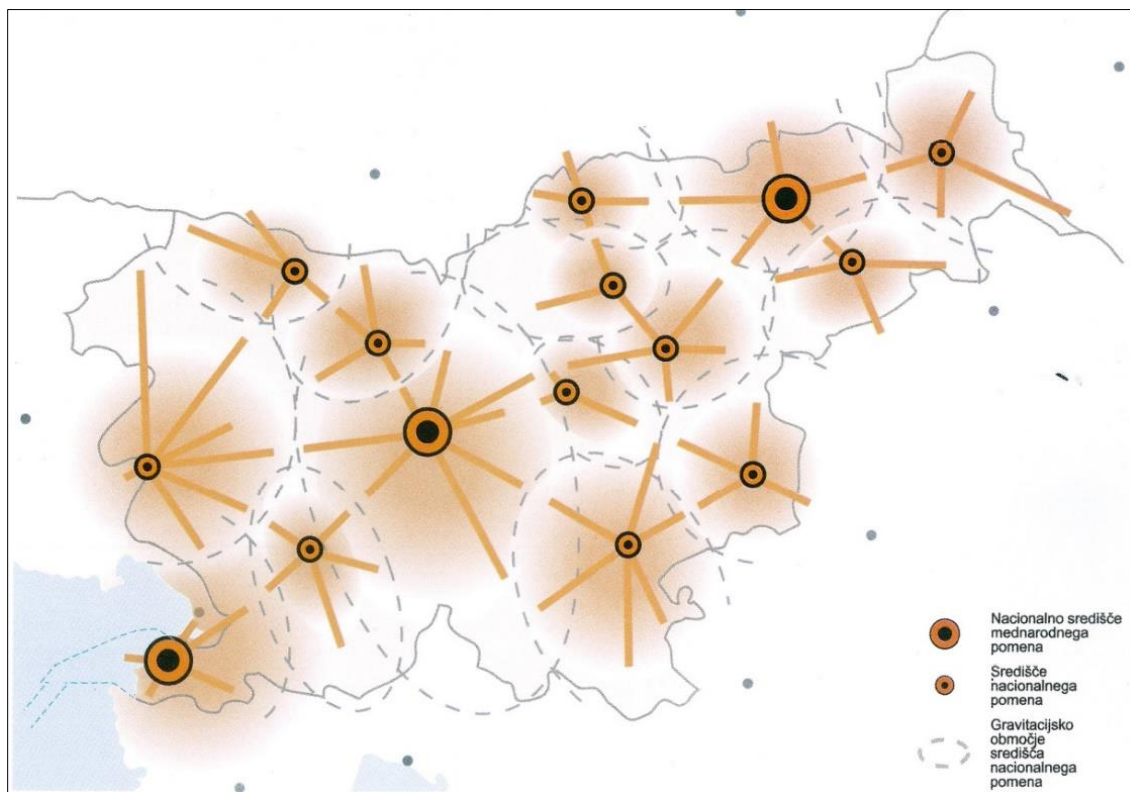 Nacionalno središče
mednarodnega
pomena
Središče
nacionalnega
pomena
Gravitacijsko
območje
središča
nacionalnega
pomena